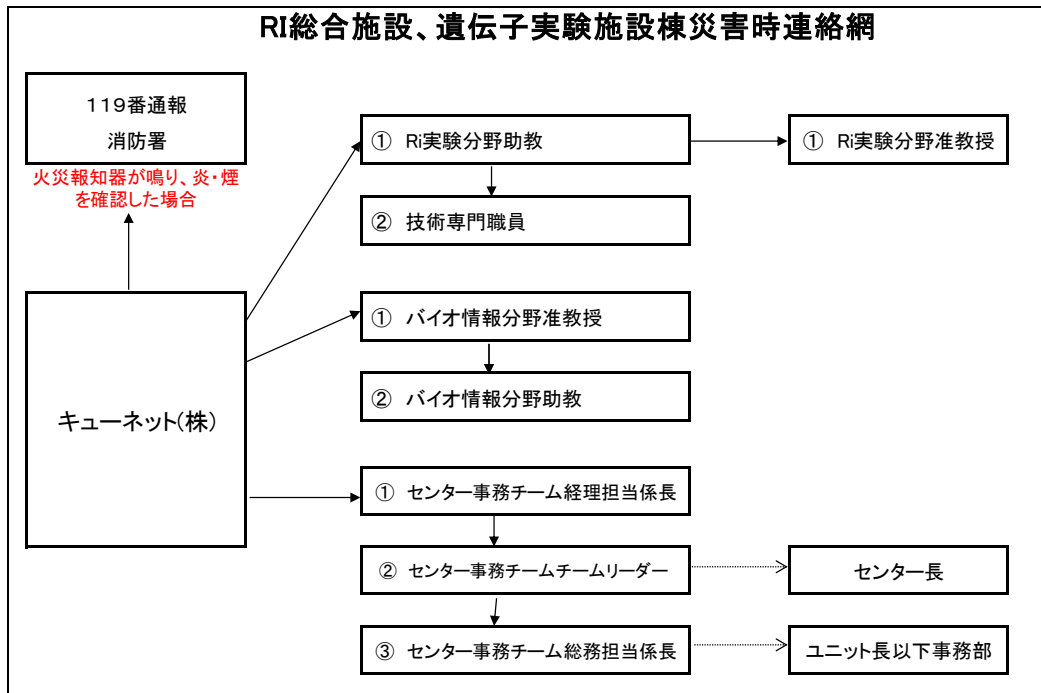 RI総合施設、遺伝子実験施設棟災害時連絡網
119番通報
消防署
火災報知器が鳴り、炎・煙
を確認した場合
① Ri実験分野助教
① Ri実験分野准教授
② 技術専門職員
① バイオ情報分野准教授
② バイオ情報分野助教
キューネット(株)
① センター事務チーム経理担当係長
② センター事務チームチームリーダー
センター長
③ センター事務チーム総務担当係長
ユニット長以下事務部